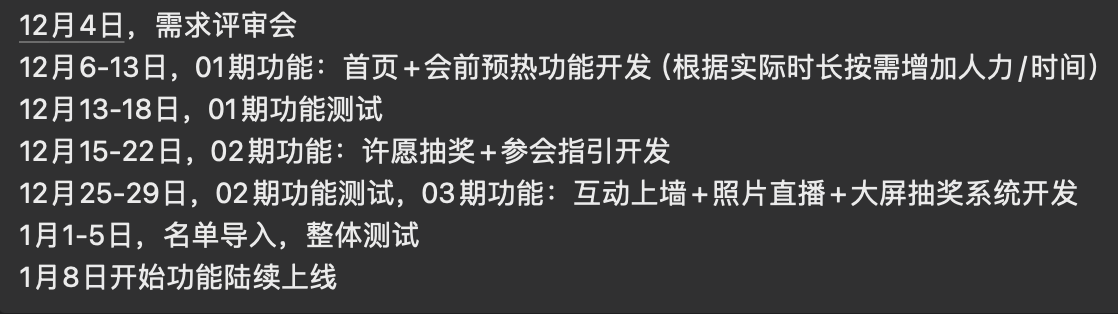 12月4日，需求评审会
12月6-13日，01期功能：首页+会前预热功能开发（根据实际时长按需增加人力/时间）
12月13-18日，01期功能测试
12月15-22日，02期功能：许愿抽奖+参会指引开发
12月25-29日，02期功能测试，03期功能：互动上墙+照片直播+大屏抽奖系统开发
1月1-5日，名单导入，整体测试
1月8日开始功能陆续上线